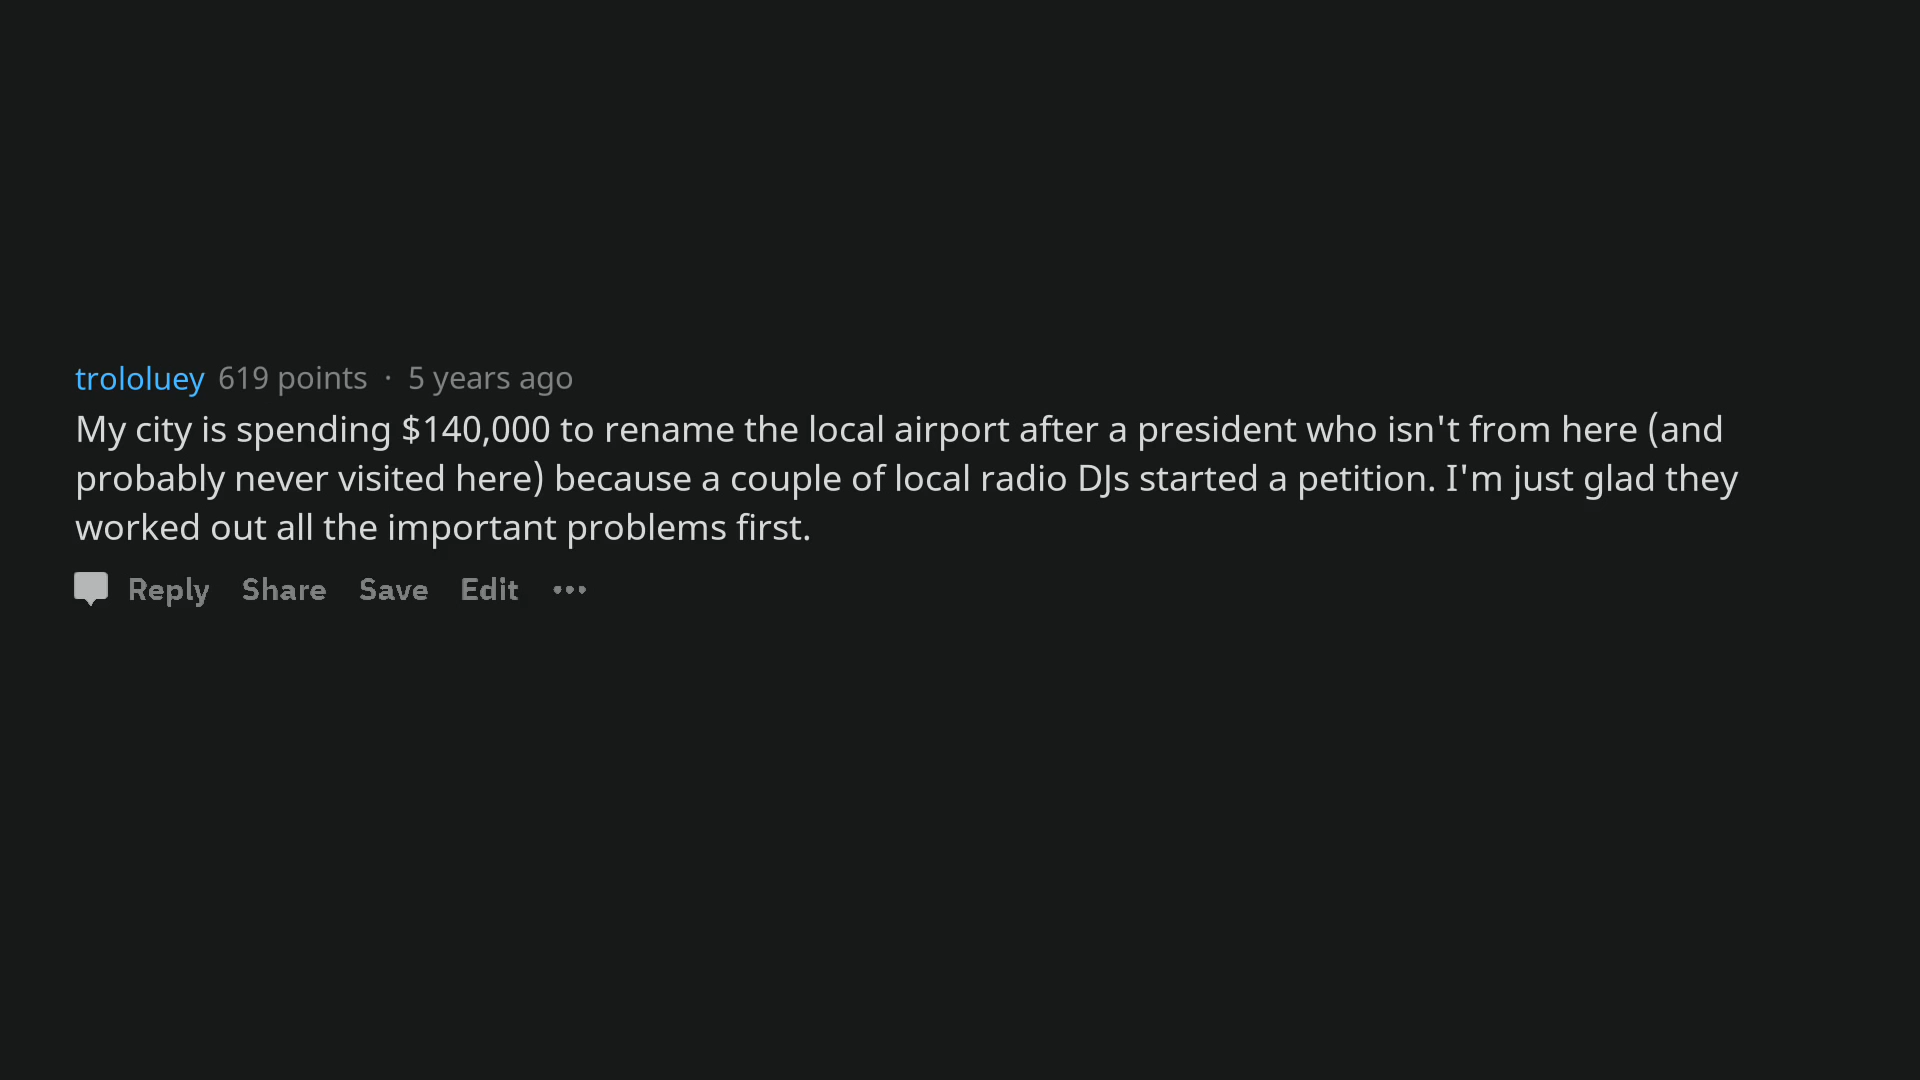 trololuey 619 points · 5 years ago
My city is spending $140,000 to rename the local airport after a president who isn't from here (and
probably never visited here) because a couple of local radio DJs started a petition. I'm just glad they
worked out all the important problems first.
Reply Share Save Edit •••